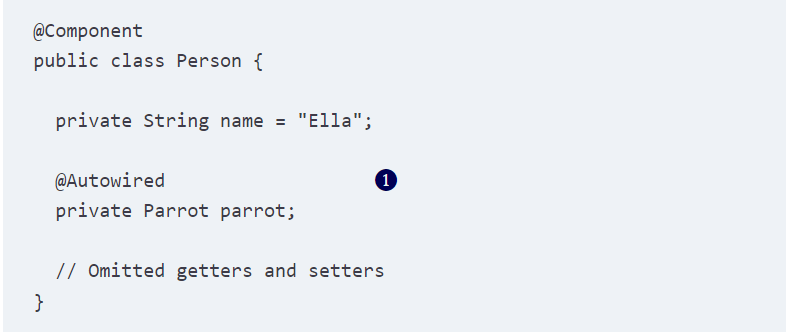 @Component
public class Person {
private String name = "Ella";
@Autowired 1
private Parrot parrot;
// Omitted getters and setters
}